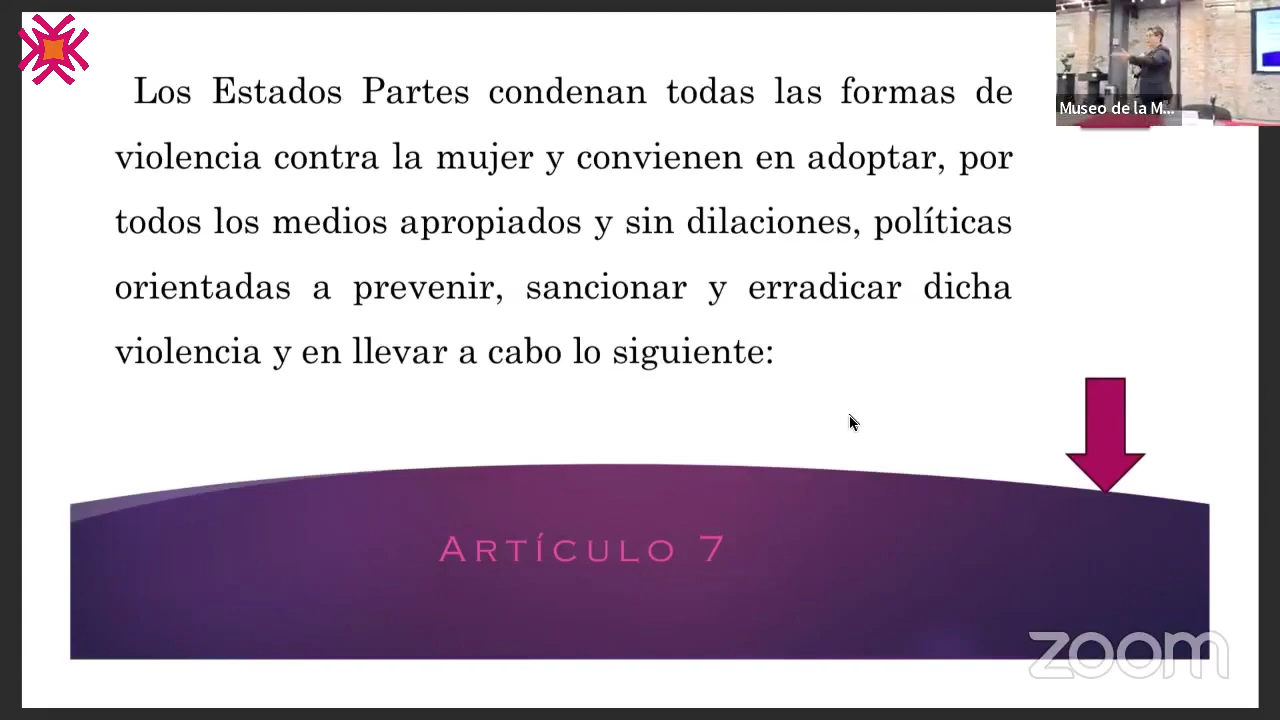 Los Estados Partes condenan todas las formas de
violencia contra la mujer y convienen en adoptar, por
todos los medios apropiados y sin dilaciones, políticas
orientadas a prevenir, sancionar y erradicar dicha
violencia y en llevar a cabo lo siguiente:
Museo de la M...
Artículo 7
zoom